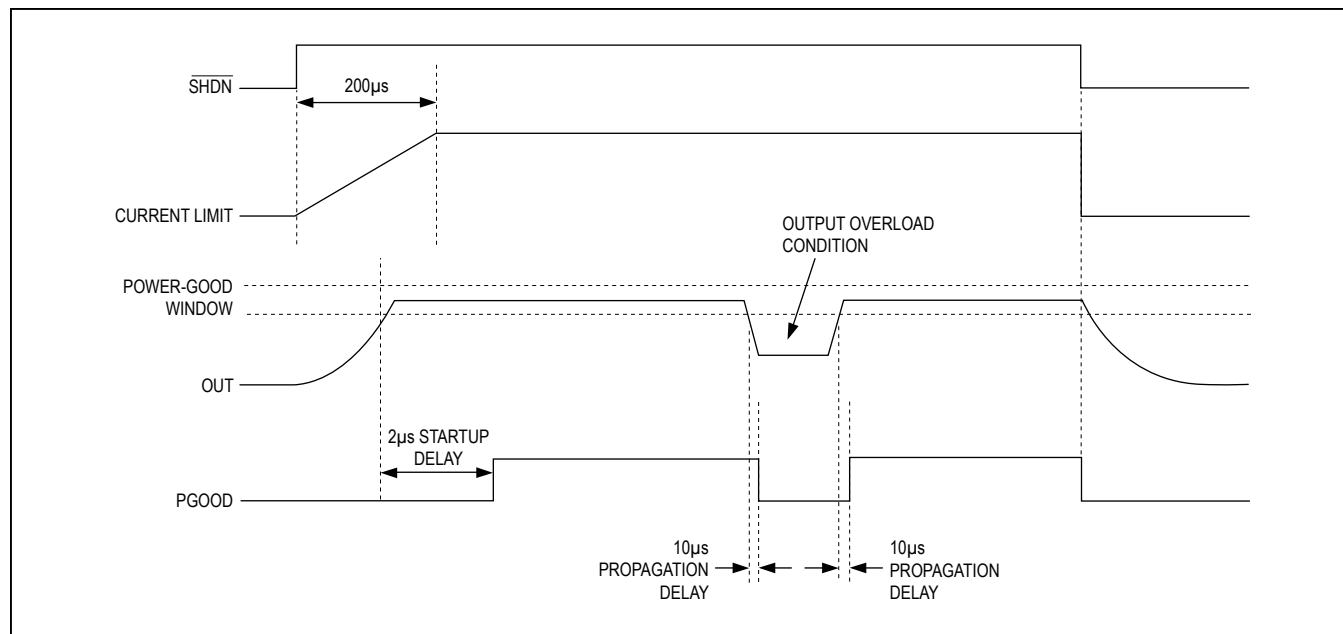 SHDN
200µs
CURRENT LIMIT
OUTPUT OVERLOAD
CONDITION
POWER-GOOD
WINDOW
OUT
2µs STARTUP
DELAY
PGOOD
10µs
PROPAGATION
DELAY
10µs
PROPAGATION
DELAY